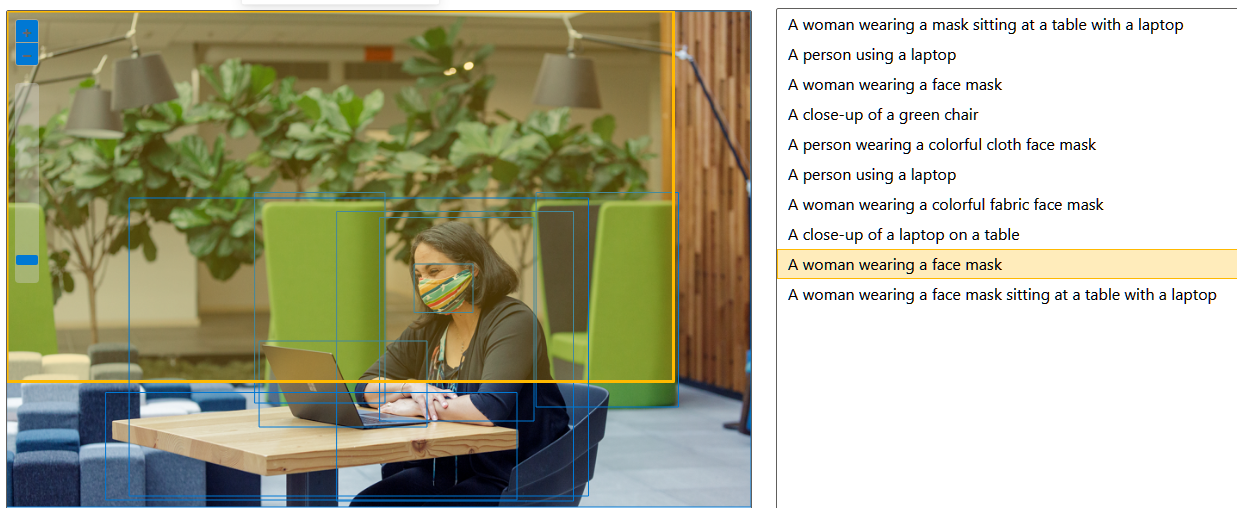 A woman wearing a mask sitting at a table with a laptop
A person using a laptop
A woman wearing a face mask
A close-up of a green chair
A person wearing a colorful cloth face mask
A person using a laptop
A woman wearing a colorful fabric face mask
A close-up of a laptop on a table
A woman wearing a face mask
A woman wearing a face mask sitting at a table with a laptop